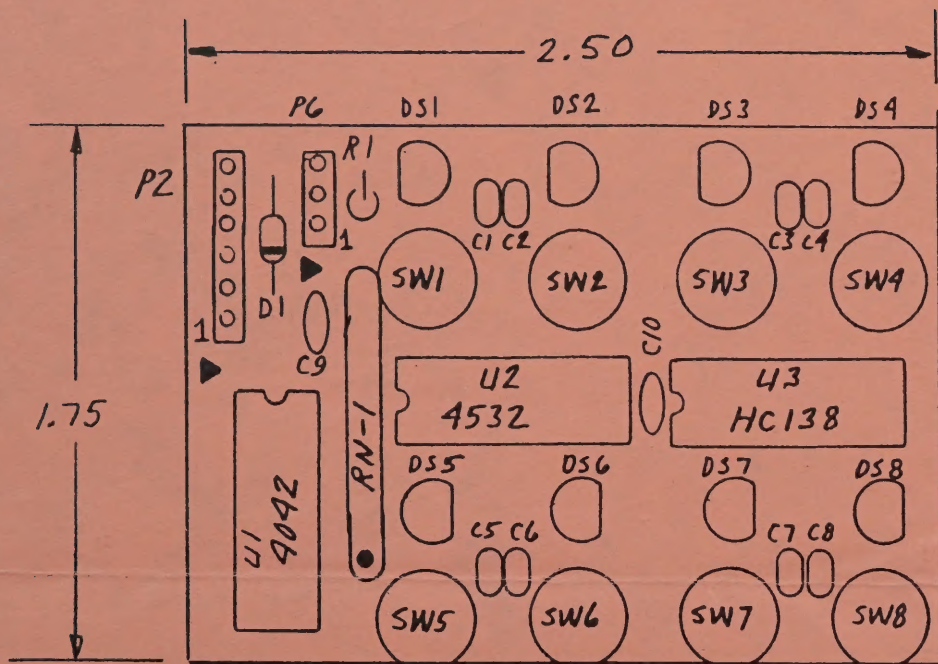 2.50
P6 DS1 DS2 DS3 DS4
P2
R1
1
C1 C2
C3 C4
SW1 SW2 SW3 SW4
D1
1
C9
C10
U2
4532
U3
HC138
1.75
RN-1
DS5 DS6 DS7 DS8
U1
4042
C5 C6
C7 C8
SW5 SW6 SW7 SW8